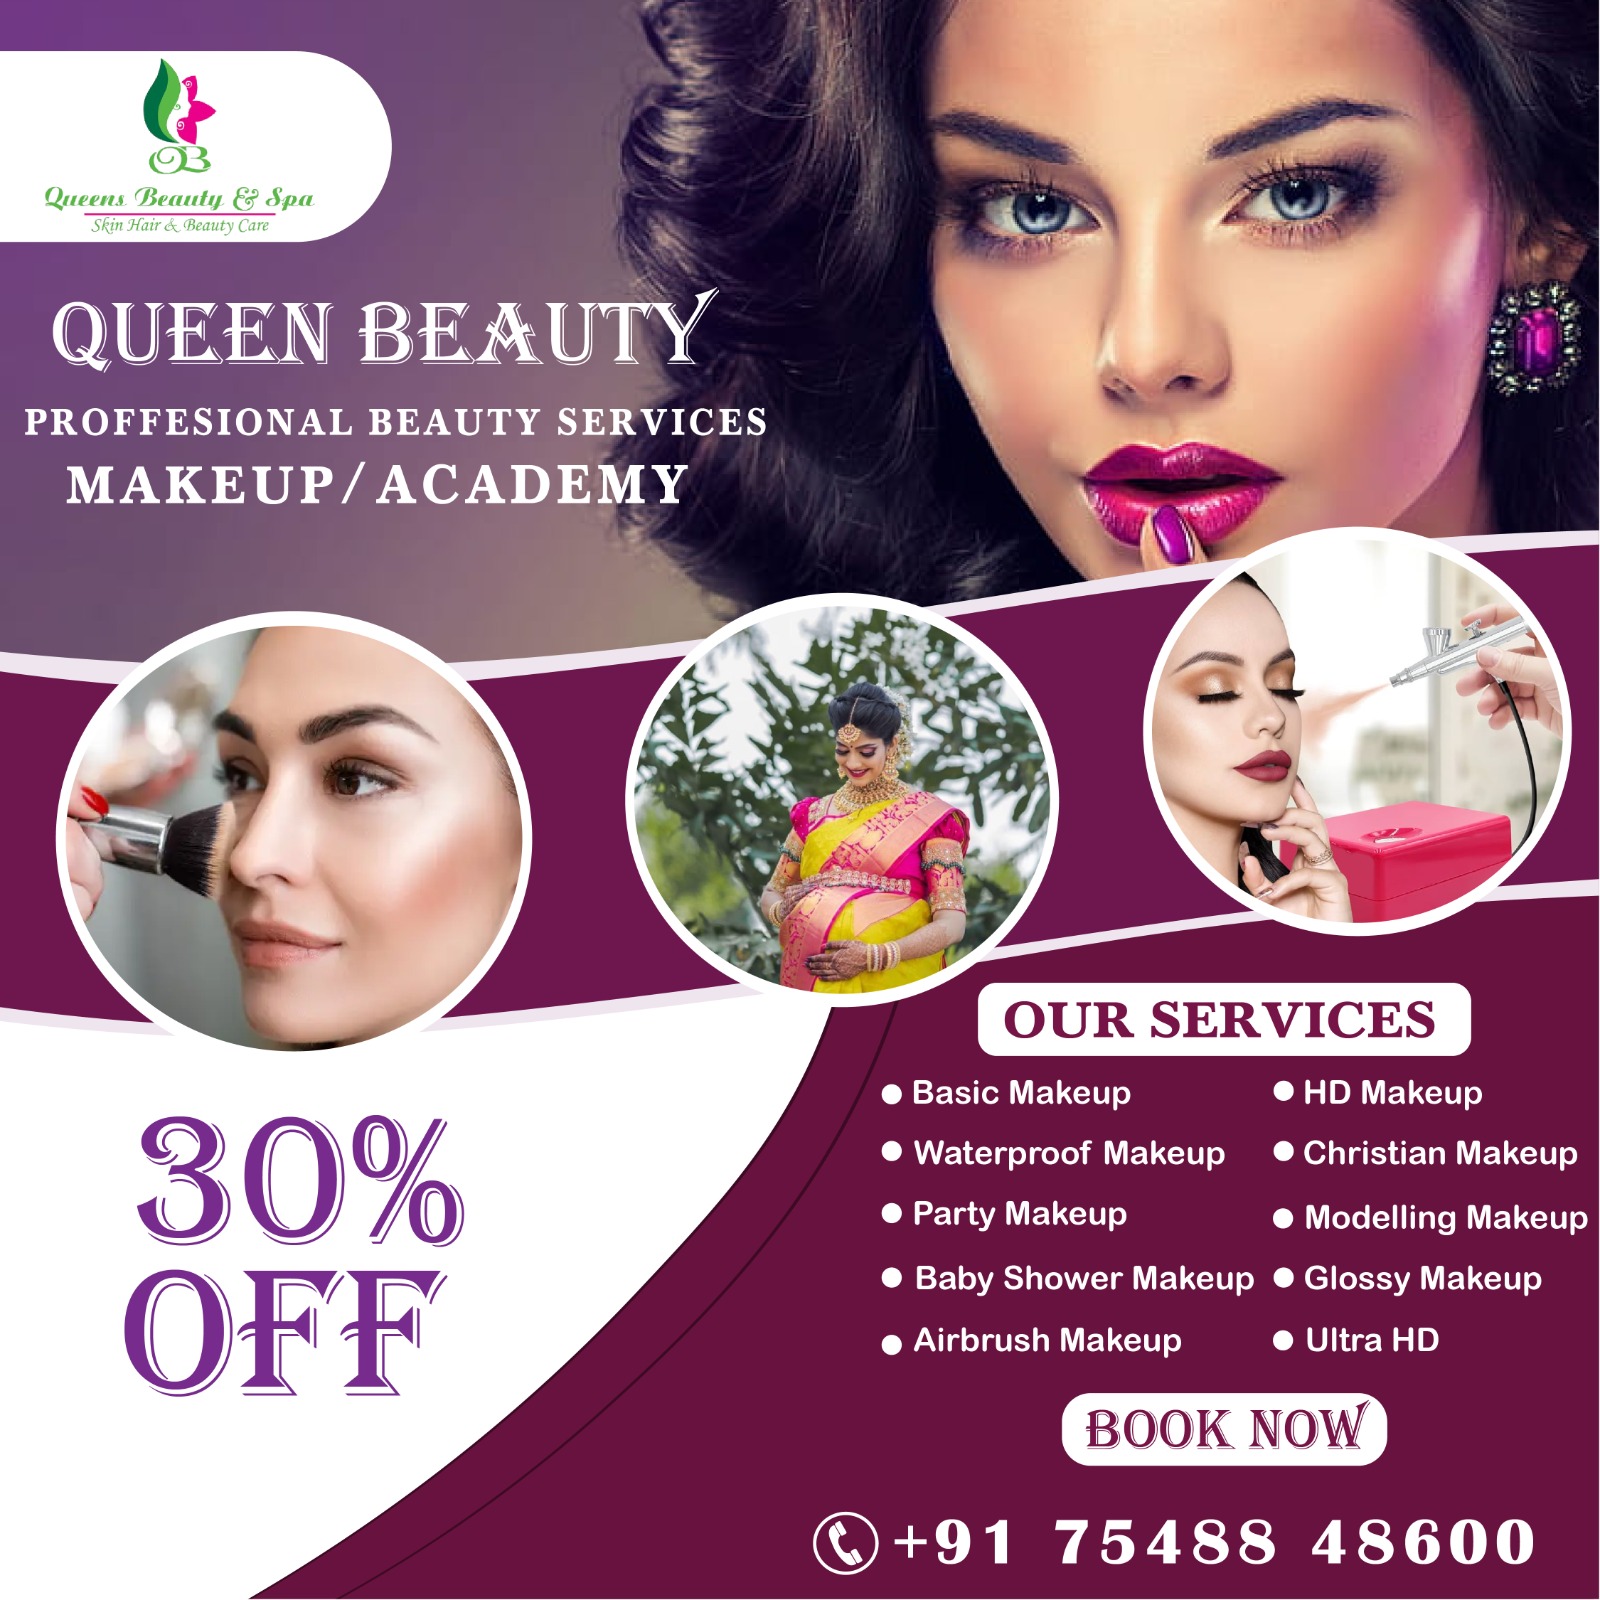 QB
Queens Beauty & Spa
Skin Hair & Beauty Care
QUEEN BEAUTY
PROFFESIONAL BEAUTY SERVICES
MAKEUP/ACADEMY
30%
OFF
OUR SERVICES
Basic Makeup
Waterproof Makeup
Party Makeup
Baby Shower Makeup
Airbrush Makeup
HD Makeup
Christian Makeup
Modelling Makeup
Glossy Makeup
Ultra HD
BOOK NOW
+91 75488 48600